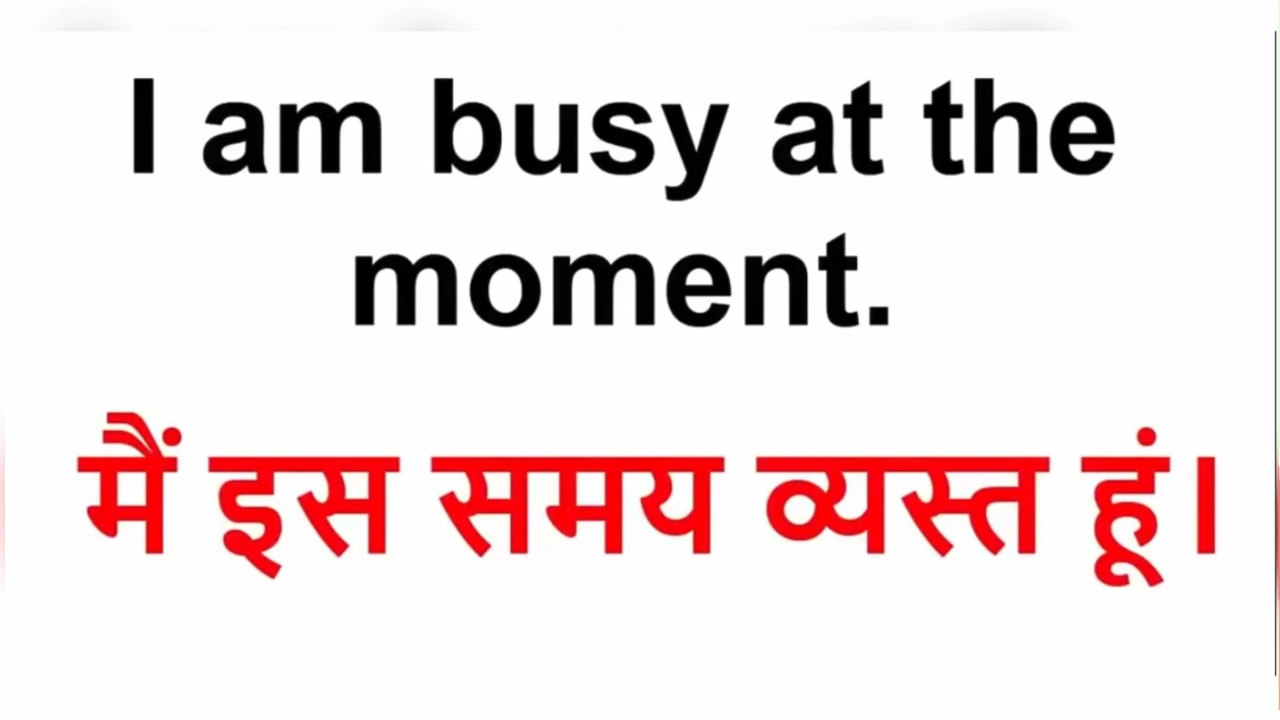 I am busy at the
moment.
मैं इस समय व्यस्त हूं।